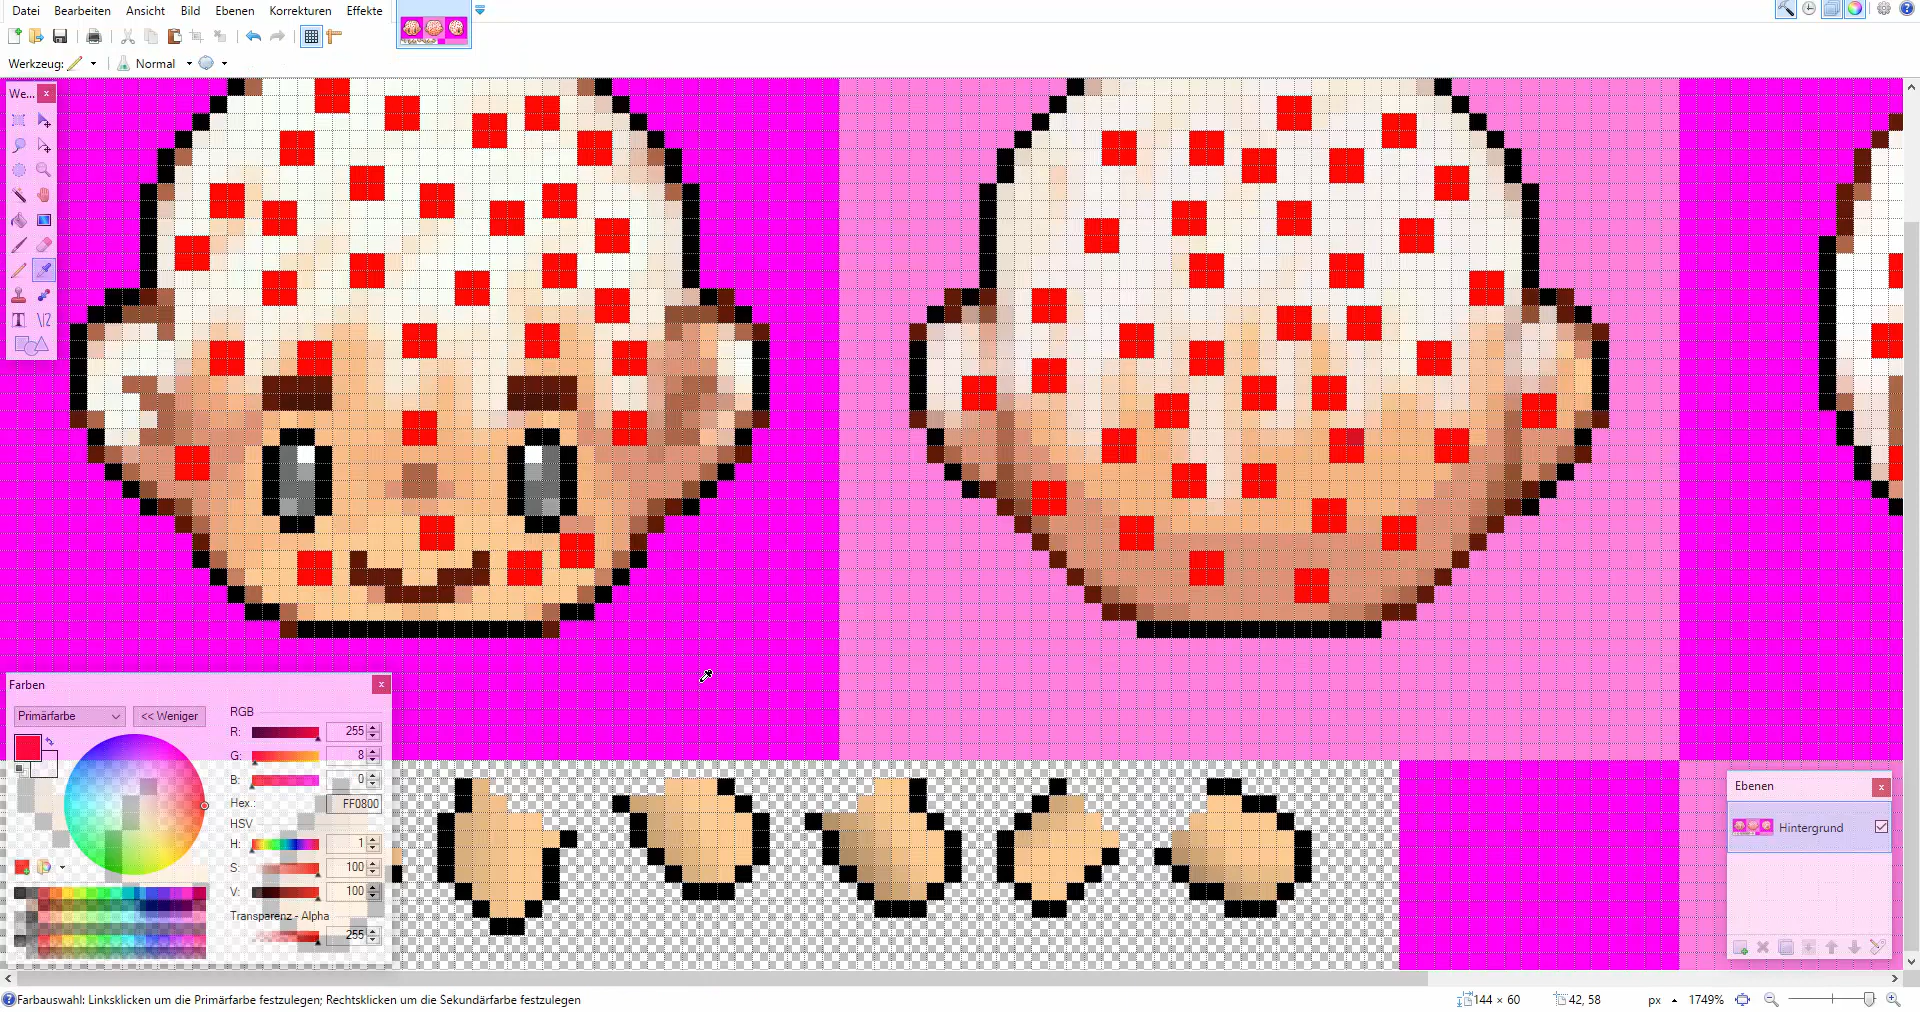 Datei Bearbeiten Ansicht Bild Ebenen Korrekturen Effekte
Werkzeug: Normal
We...
Farben
Primärfarbe << Weniger
RGB
R: 255
G: 8
B: 0
Hex.: FF0800
HSV
H: 1
S: 100
V: 100
Transparenz - Alpha
255
Ebenen
Hintergrund
Farbauswahl: Linksklicken um die Primärfarbe festzulegen; Rechtsklicken um die Sekundärfarbe festzulegen 144 × 60 42, 58 px 1749%